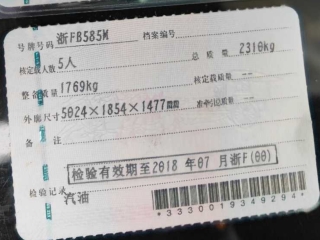 号牌号码 浙FB585M 档案编号
核定载人数 5人 总质量 2310kg
整备质量 1769kg 核定载质量 --
外廓尺寸 5024×1854×1477 准牵引总质量 --
备注
检验有效期至2018年07月浙F(00)
检验记录
汽油
*3330019349294*